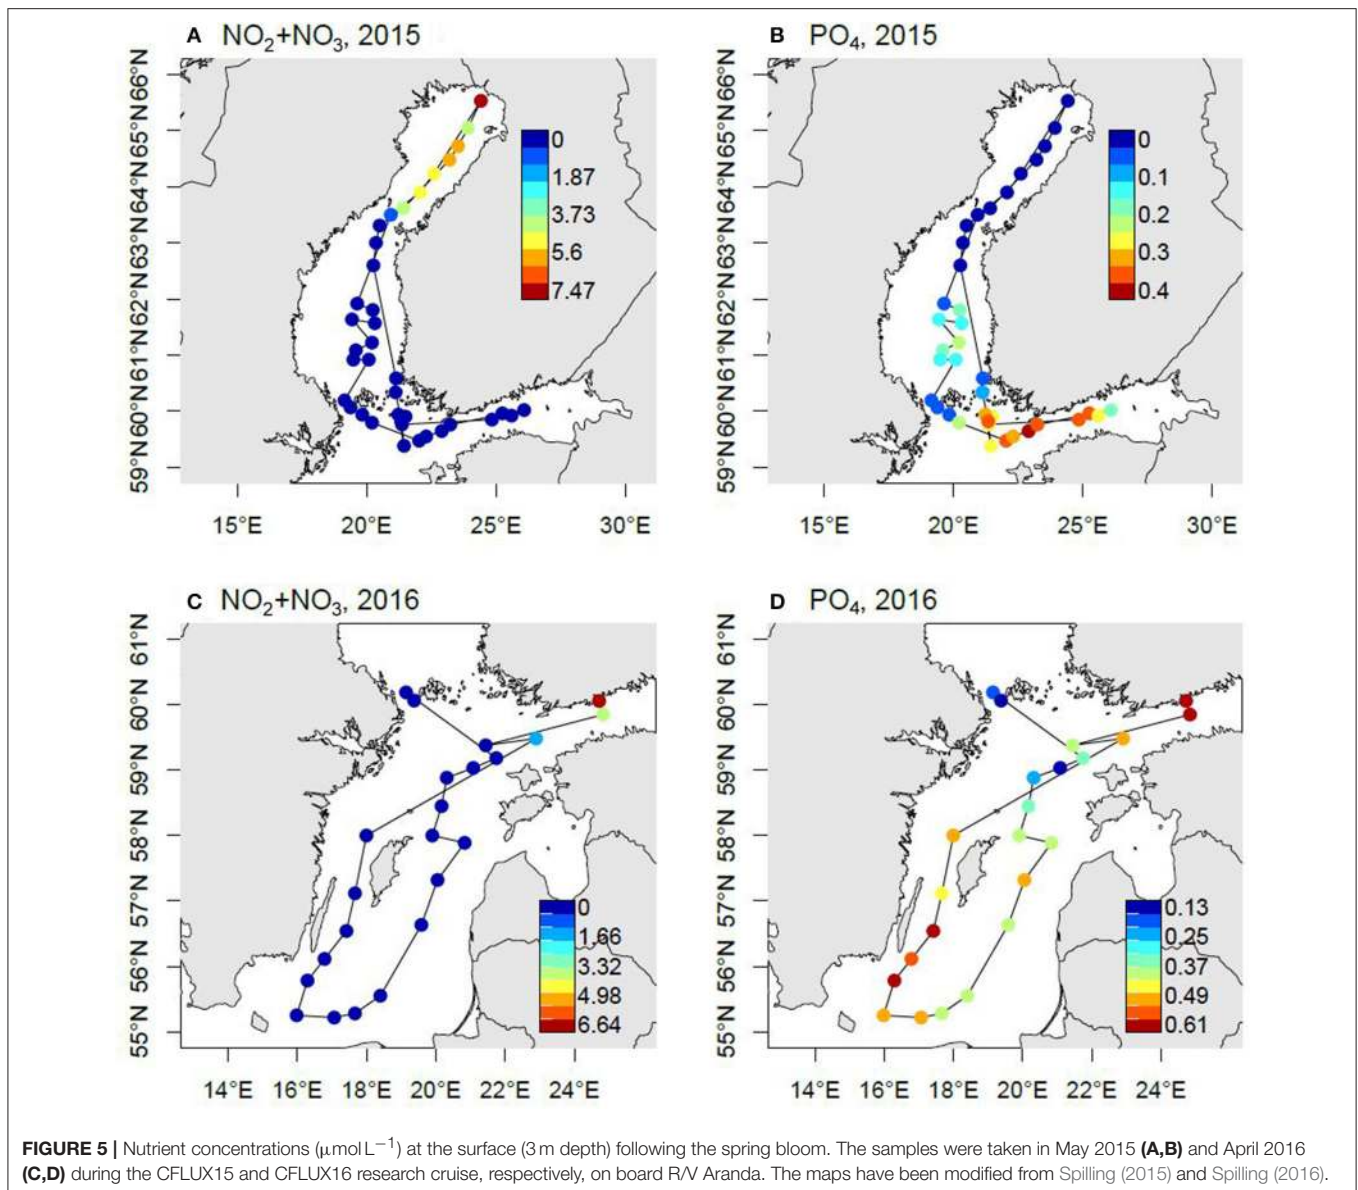 A NO₂+NO₃, 2015
66°N
65°N
64°N
63°N
62°N
61°N
60°N
59°N
0
1.87
3.73
5.6
7.47
15°E 20°E 25°E 30°E
B PO₄, 2015
66°N
65°N
64°N
63°N
62°N
61°N
60°N
59°N
0
0.1
0.2
0.3
0.4
15°E 20°E 25°E 30°E
C NO₂+NO₃, 2016
61°N
60°N
59°N
58°N
57°N
56°N
55°N
0
1.66
3.32
4.98
6.64
14°E 16°E 18°E 20°E 22°E 24°E
D PO₄, 2016
61°N
60°N
59°N
58°N
57°N
56°N
55°N
0.13
0.25
0.37
0.49
0.61
14°E 16°E 18°E 20°E 22°E 24°E
FIGURE 5 | Nutrient concentrations (μmol L⁻¹) at the surface (3 m depth) following the spring bloom. The samples were taken in May 2015 (A,B) and April 2016
(C,D) during the CFLUX15 and CFLUX16 research cruise, respectively, on board R/V Aranda. The maps have been modified from Spilling (2015) and Spilling (2016).